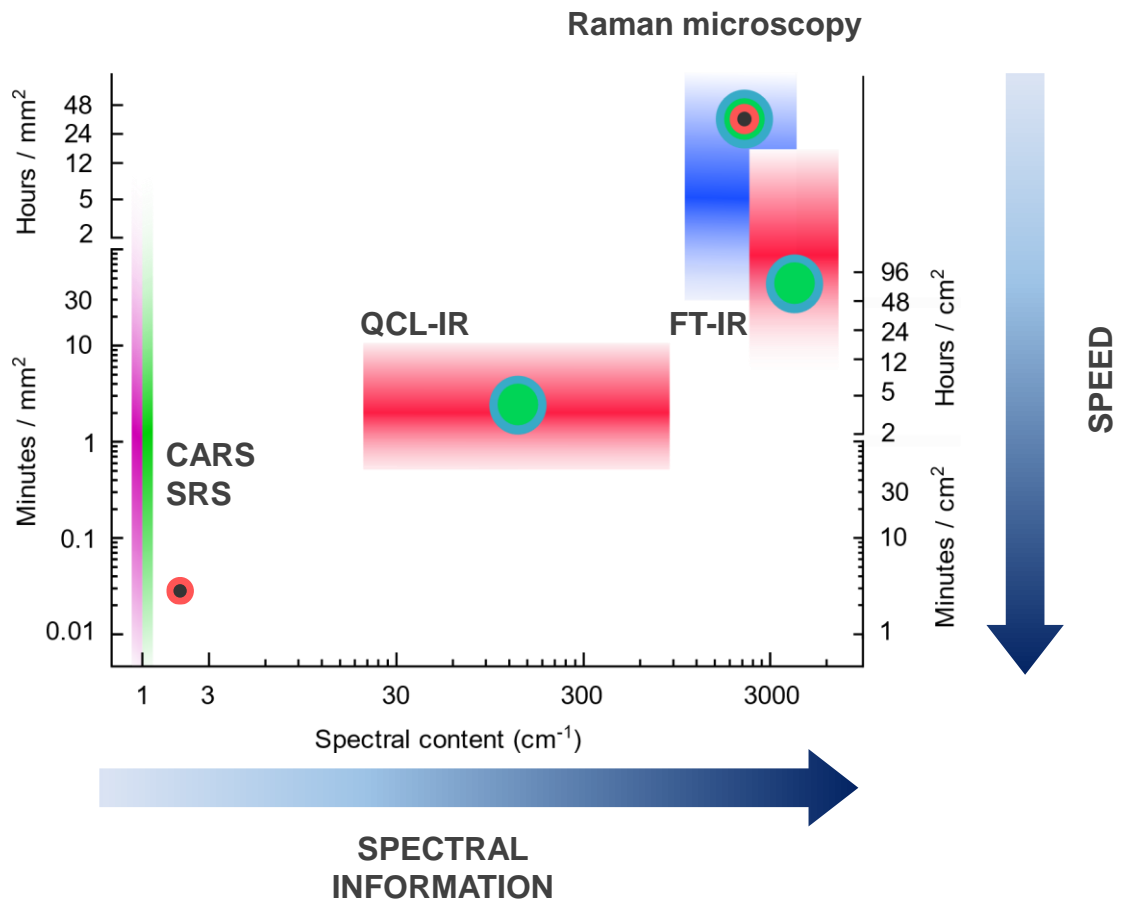 Raman microscopy
Hours / mm²
48
24
12
5
2
Minutes / mm²
30
10
1
0.1
0.01
CARS
SRS
QCL-IR
FT-IR
96
48
24
12
5
2
Hours / cm²
30
10
1
Minutes / cm²
SPEED
1 3 30 300 3000
Spectral content (cm⁻¹)
SPECTRAL
INFORMATION